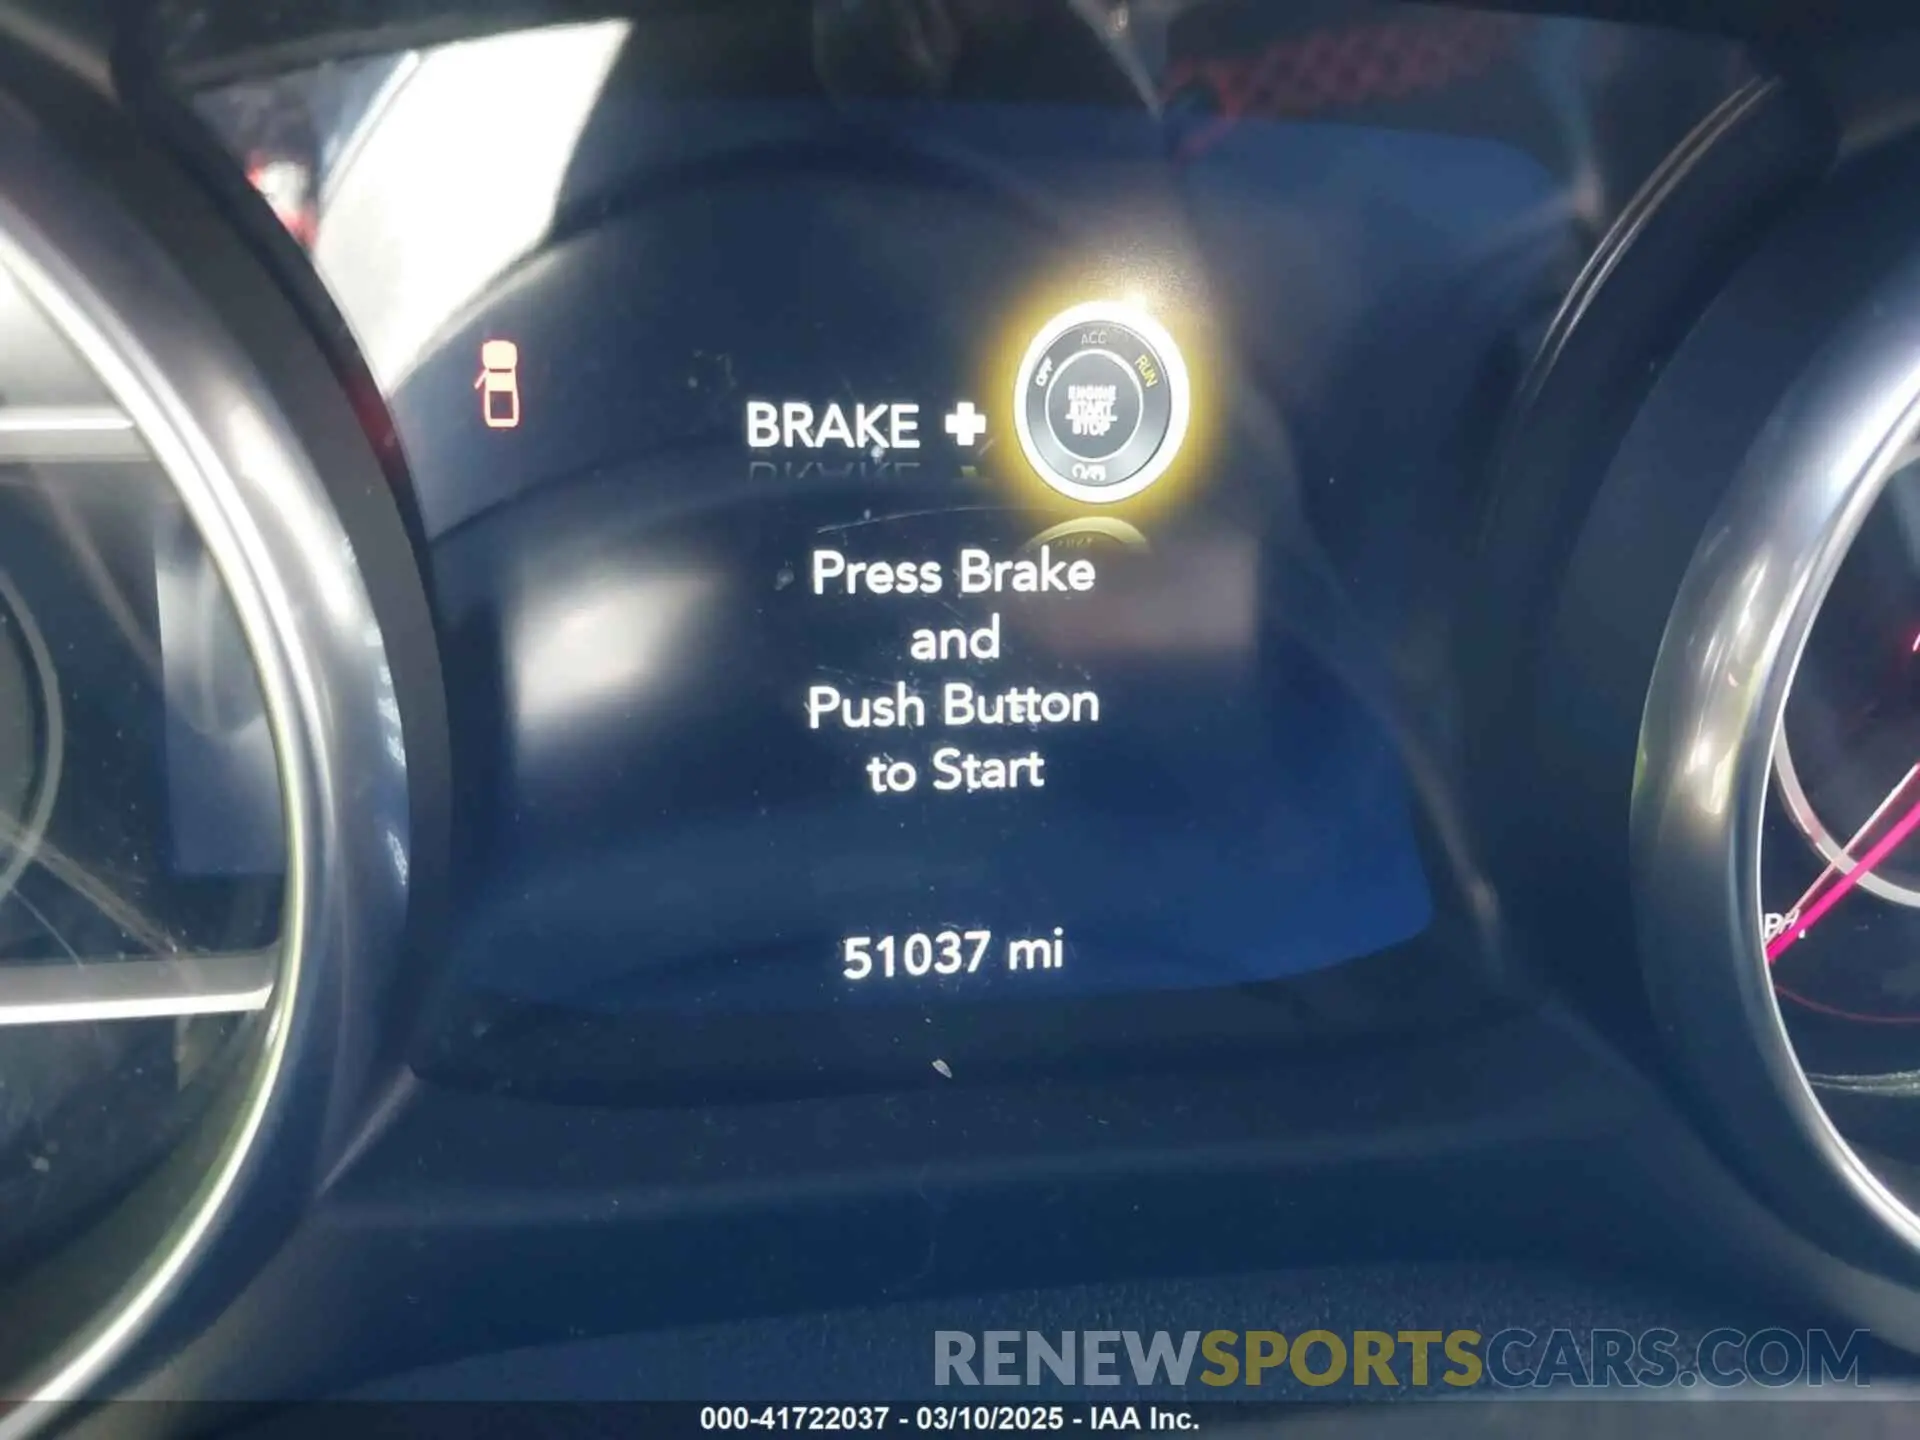 BRAKE +
ACC
OFF
RUN
ENGINE
START
STOP
Press Brake
and
Push Button
to Start
51037 mi
RENEWSPORTSCARS.COM
000-41722037 - 03/10/2025 - IAA Inc.